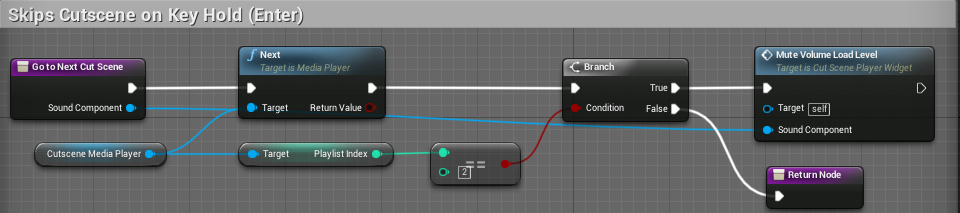 Skips Cutscene on Key Hold (Enter)
Go to Next Cut Scene
Sound Component
Next
Target is Media Player
Target
Return Value
Branch
Condition
True
False
Mute Volume Load Level
Target is Cut Scene Player Widget
Target
self
Sound Component
Cutscene Media Player
Target
Playlist Index
==
2
Return Node